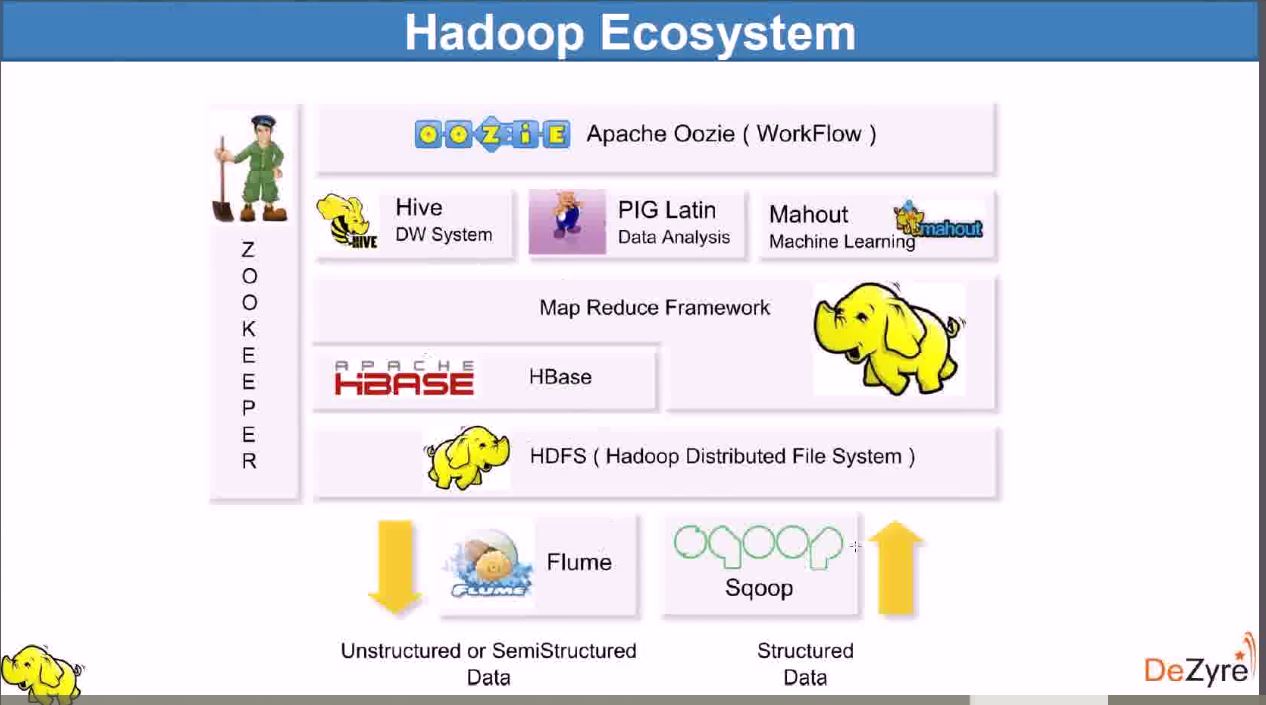 Hadoop Ecosystem
OOZIE Apache Oozie ( WorkFlow )
ZOOKEEPER
HIVE
Hive
DW System
PIG Latin
Data Analysis
Mahout
Machine Learning
mahout
Map Reduce Framework
APACHE
HBASE
HBase
HDFS ( Hadoop Distributed File System )
FLUME
Flume
sqoop
Sqoop
Unstructured or SemiStructured
Data
Structured
Data
DeZyre